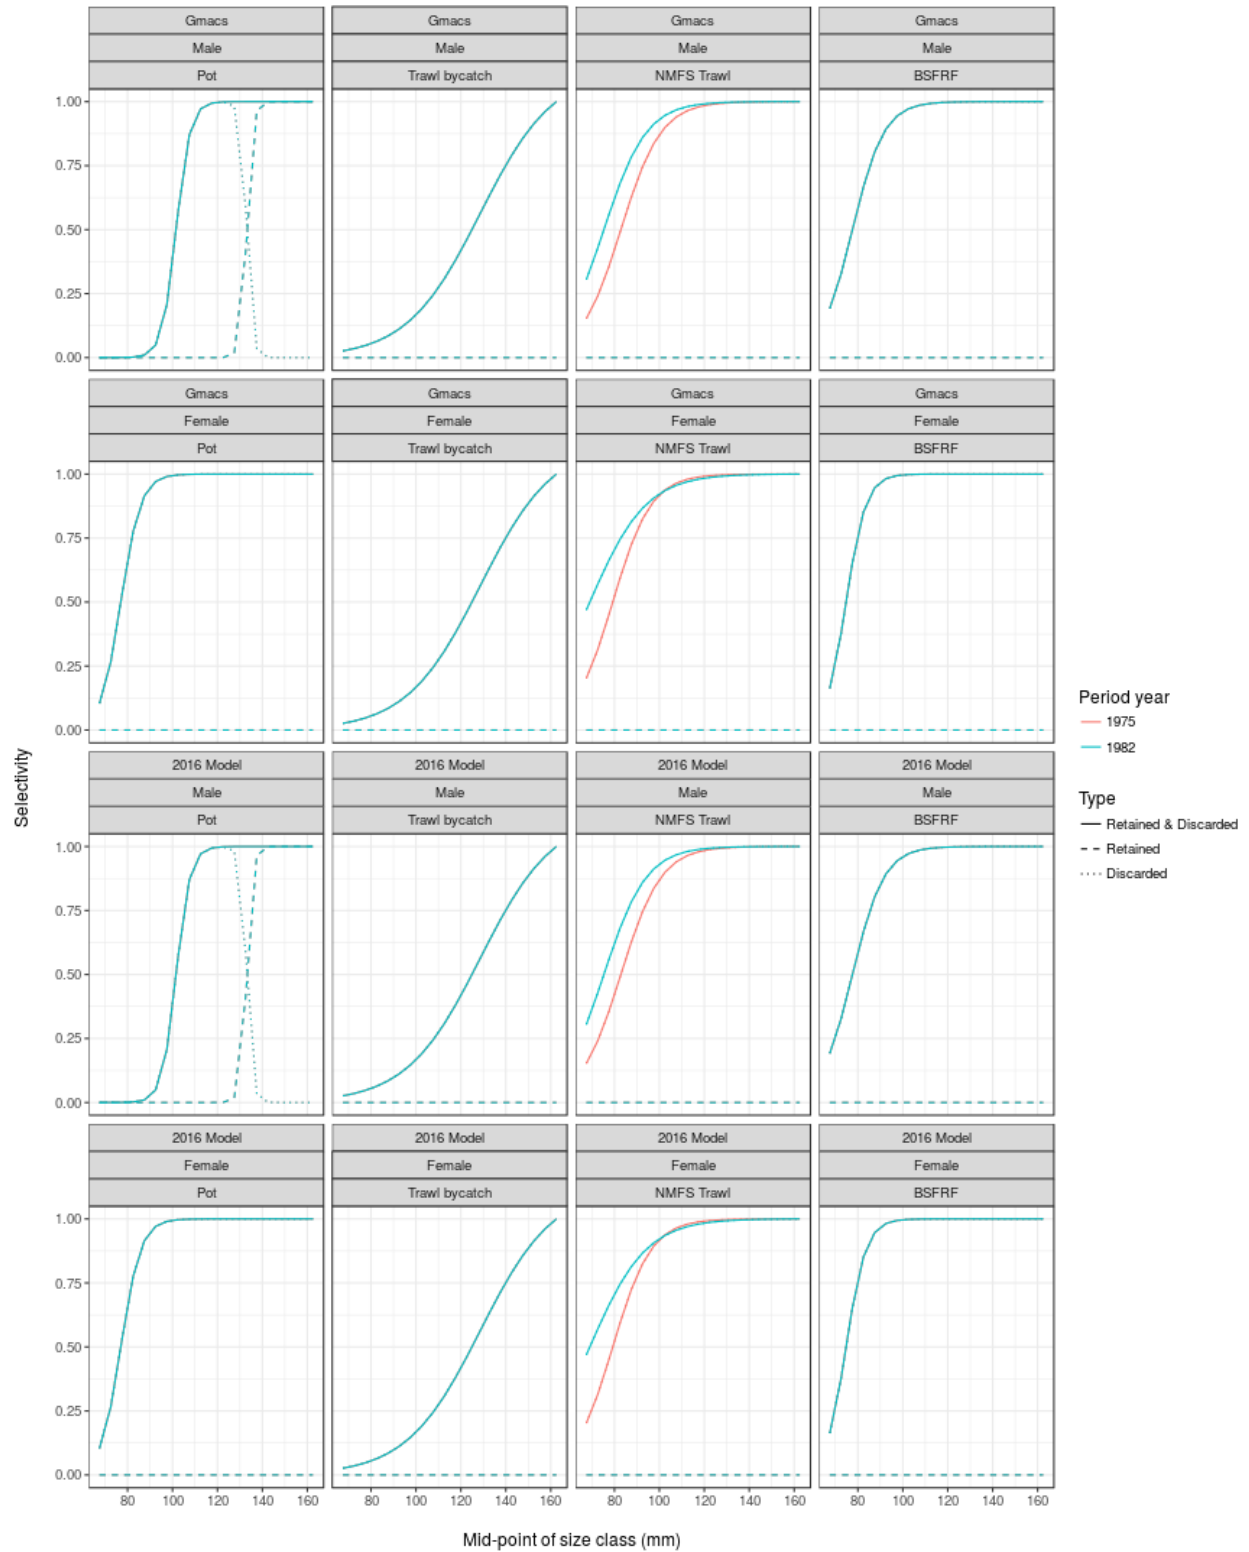 Gmacs Gmacs Gmacs Gmacs
Male Male Male Male
Pot Trawl bycatch NMFS Trawl BSFRF
1.00
0.75
0.50
0.25
0.00
Gmacs Gmacs Gmacs Gmacs
Female Female Female Female
Pot Trawl bycatch NMFS Trawl BSFRF
1.00
0.75
0.50
0.25
0.00
Selectivity
Period year
1975
1982
Type
Retained & Discarded
Retained
Discarded
2016 Model 2016 Model 2016 Model 2016 Model
Male Male Male Male
Pot Trawl bycatch NMFS Trawl BSFRF
1.00
0.75
0.50
0.25
0.00
2016 Model 2016 Model 2016 Model 2016 Model
Female Female Female Female
Pot Trawl bycatch NMFS Trawl BSFRF
1.00
0.75
0.50
0.25
0.00
80 100 120 140 160 80 100 120 140 160 80 100 120 140 160 80 100 120 140 160
Mid-point of size class (mm)